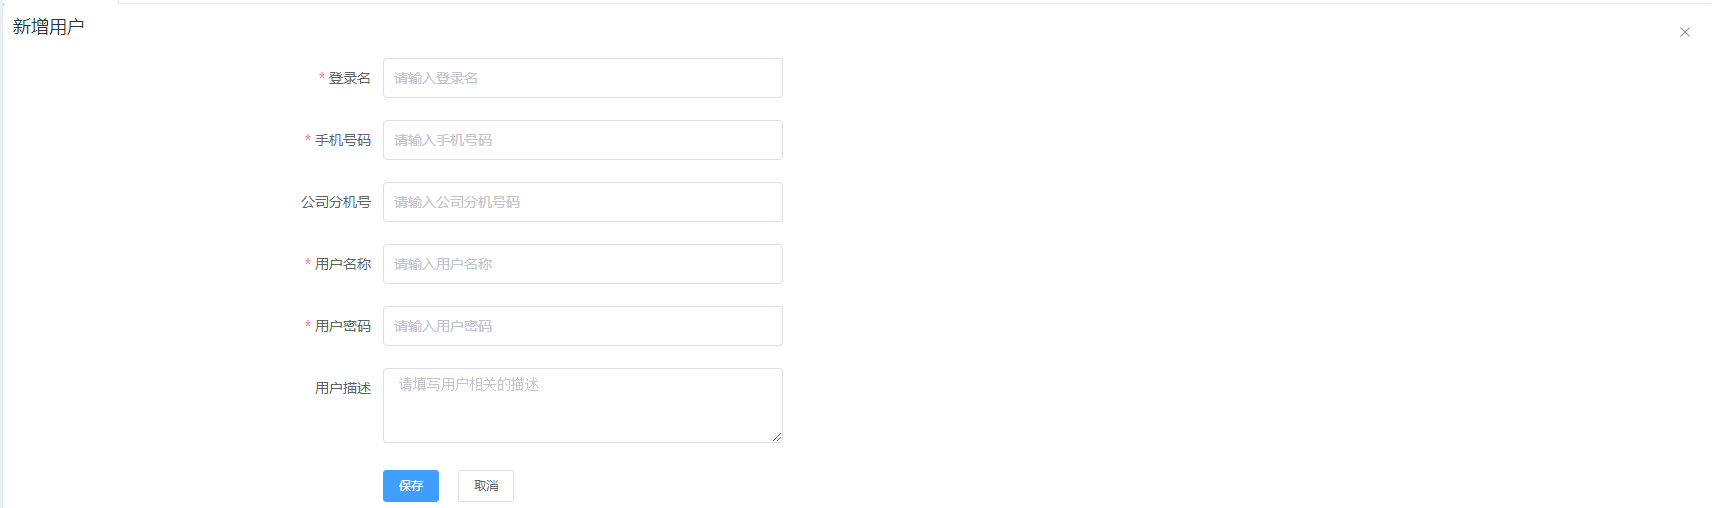 新增用户
* 登录名 请输入登录名
* 手机号码 请输入手机号码
公司分机号 请输入公司分机号码
* 用户名称 请输入用户名称
* 用户密码 请输入用户密码
用户描述 请填写用户相关的描述
保存 取消